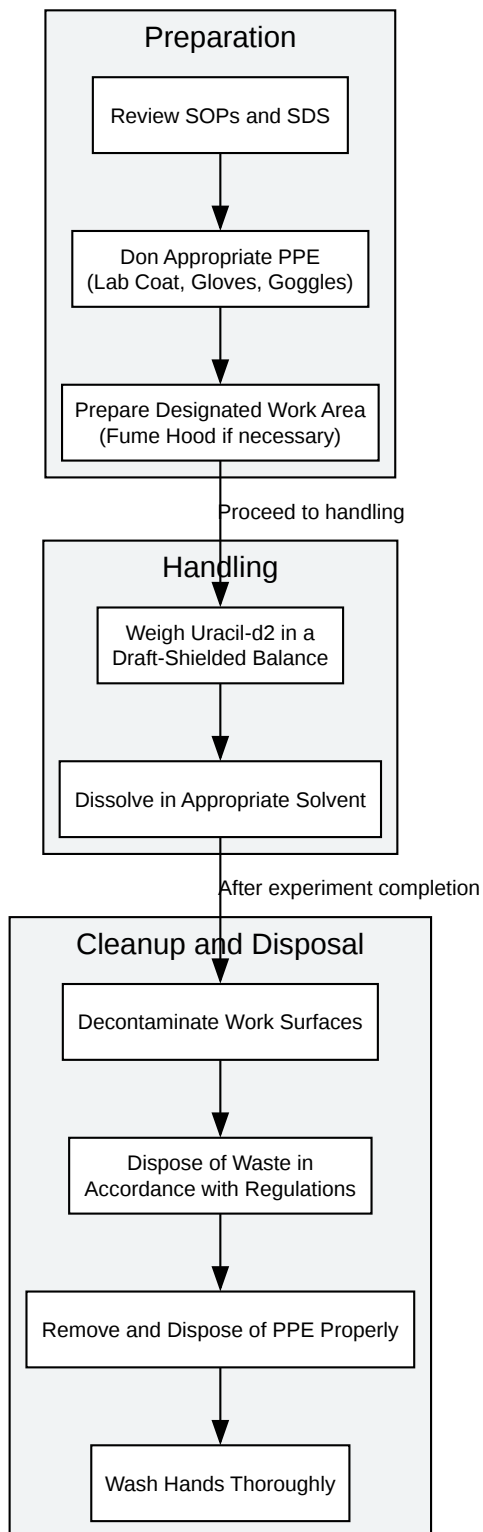 Preparation
Review SOPs and SDS
Don Appropriate PPE
(Lab Coat, Gloves, Goggles)
Prepare Designated Work Area
(Fume Hood if necessary)
Proceed to handling
Handling
Weigh Uracil-d2 in a
Draft-Shielded Balance
Dissolve in Appropriate Solvent
After experiment completion
Cleanup and Disposal
Decontaminate Work Surfaces
Dispose of Waste in
Accordance with Regulations
Remove and Dispose of PPE Properly
Wash Hands Thoroughly